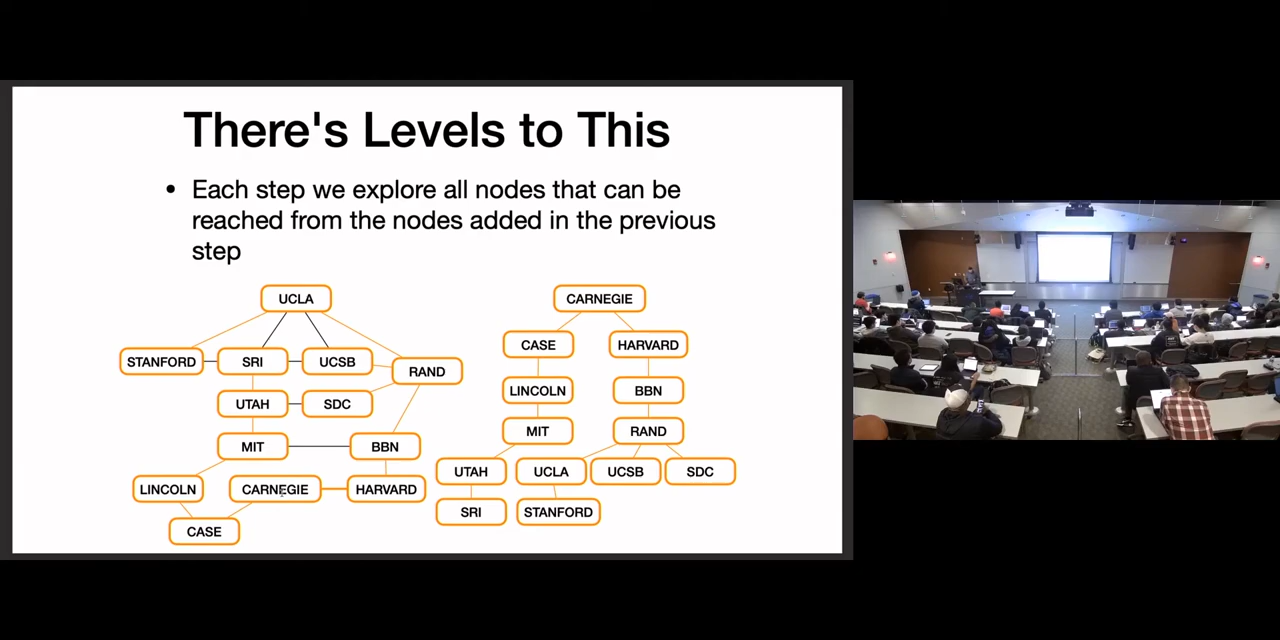 There's Levels to This
• Each step we explore all nodes that can be
reached from the nodes added in the previous
step
UCLA
STANFORD SRI UCSB RAND
UTAH SDC
MIT BBN
LINCOLN CARNEGIE HARVARD
CASE
CARNEGIE
CASE HARVARD
LINCOLN BBN
MIT RAND
UTAH UCLA UCSB SDC
SRI STANFORD